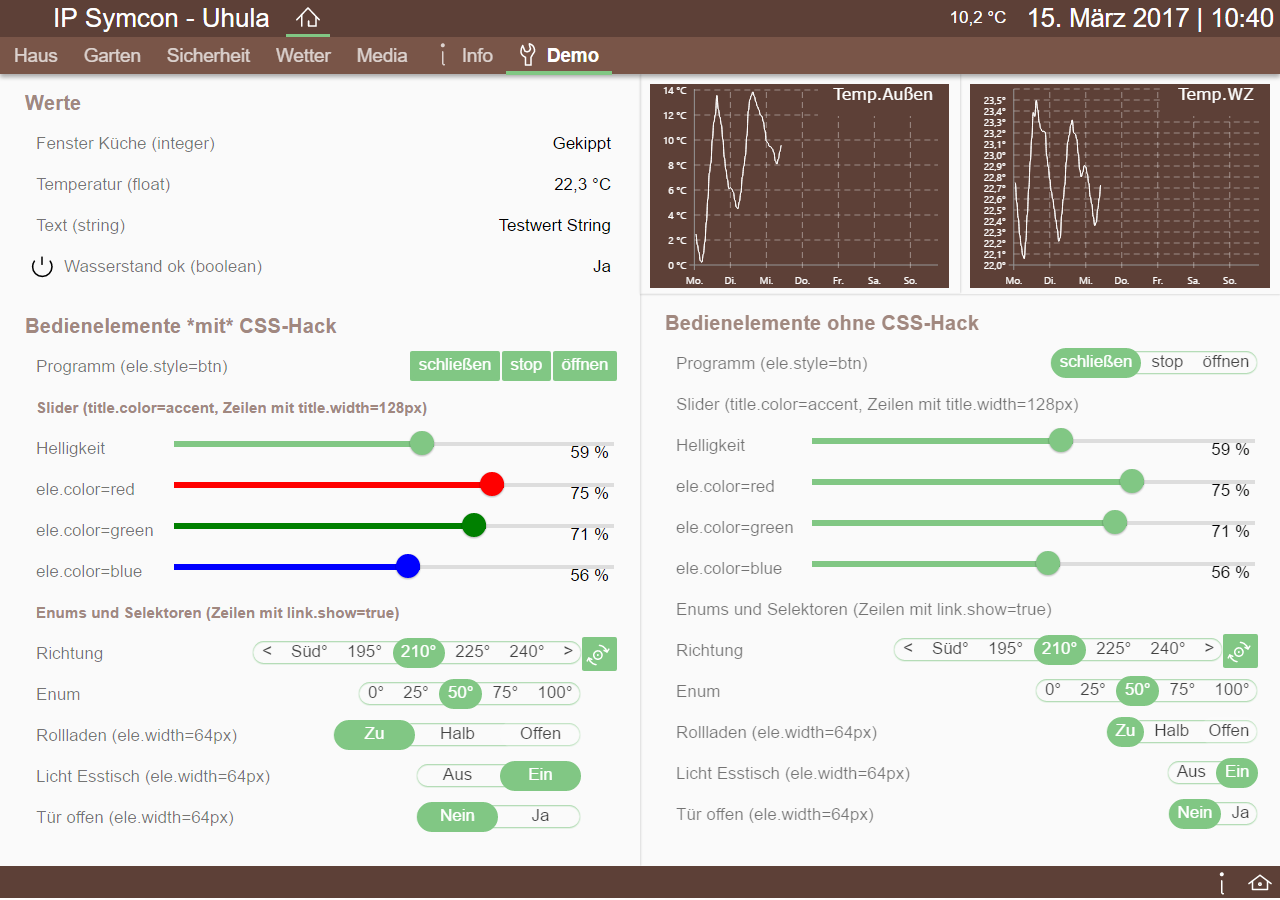 IP Symcon - Uhula
10,2 °C 15. März 2017 | 10:40
Haus Garten Sicherheit Wetter Media Info Demo
Werte
Fenster Küche (integer) Gekippt
Temperatur (float) 22,3 °C
Text (string) Testwert String
Wasserstand ok (boolean) Ja
Temp.Außen
14 °C
12 °C
10 °C
8 °C
6 °C
4 °C
2 °C
0 °C
Mo. Di. Mi. Do. Fr. Sa. So.
Temp.WZ
23,5°
23,4°
23,3°
23,2°
23,1°
23,0°
22,9°
22,8°
22,7°
22,6°
22,5°
22,4°
22,3°
22,2°
22,1°
22,0°
Mo. Di. Mi. Do. Fr. Sa. So.
Bedienelemente *mit* CSS-Hack
Programm (ele.style=btn) schließen stop öffnen
Slider (title.color=accent, Zeilen mit title.width=128px)
Helligkeit 59 %
ele.color=red 75 %
ele.color=green 71 %
ele.color=blue 56 %
Enums und Selektoren (Zeilen mit link.show=true)
Richtung < Süd° 195° 210° 225° 240° >
Enum 0° 25° 50° 75° 100°
Rollladen (ele.width=64px) Zu Halb Offen
Licht Esstisch (ele.width=64px) Aus Ein
Tür offen (ele.width=64px) Nein Ja
Bedienelemente ohne CSS-Hack
Programm (ele.style=btn) schließen stop öffnen
Slider (title.color=accent, Zeilen mit title.width=128px)
Helligkeit 59 %
ele.color=red 75 %
ele.color=green 71 %
ele.color=blue 56 %
Enums und Selektoren (Zeilen mit link.show=true)
Richtung < Süd° 195° 210° 225° 240° >
Enum 0° 25° 50° 75° 100°
Rollladen (ele.width=64px) Zu Halb Offen
Licht Esstisch (ele.width=64px) Aus Ein
Tür offen (ele.width=64px) Nein Ja